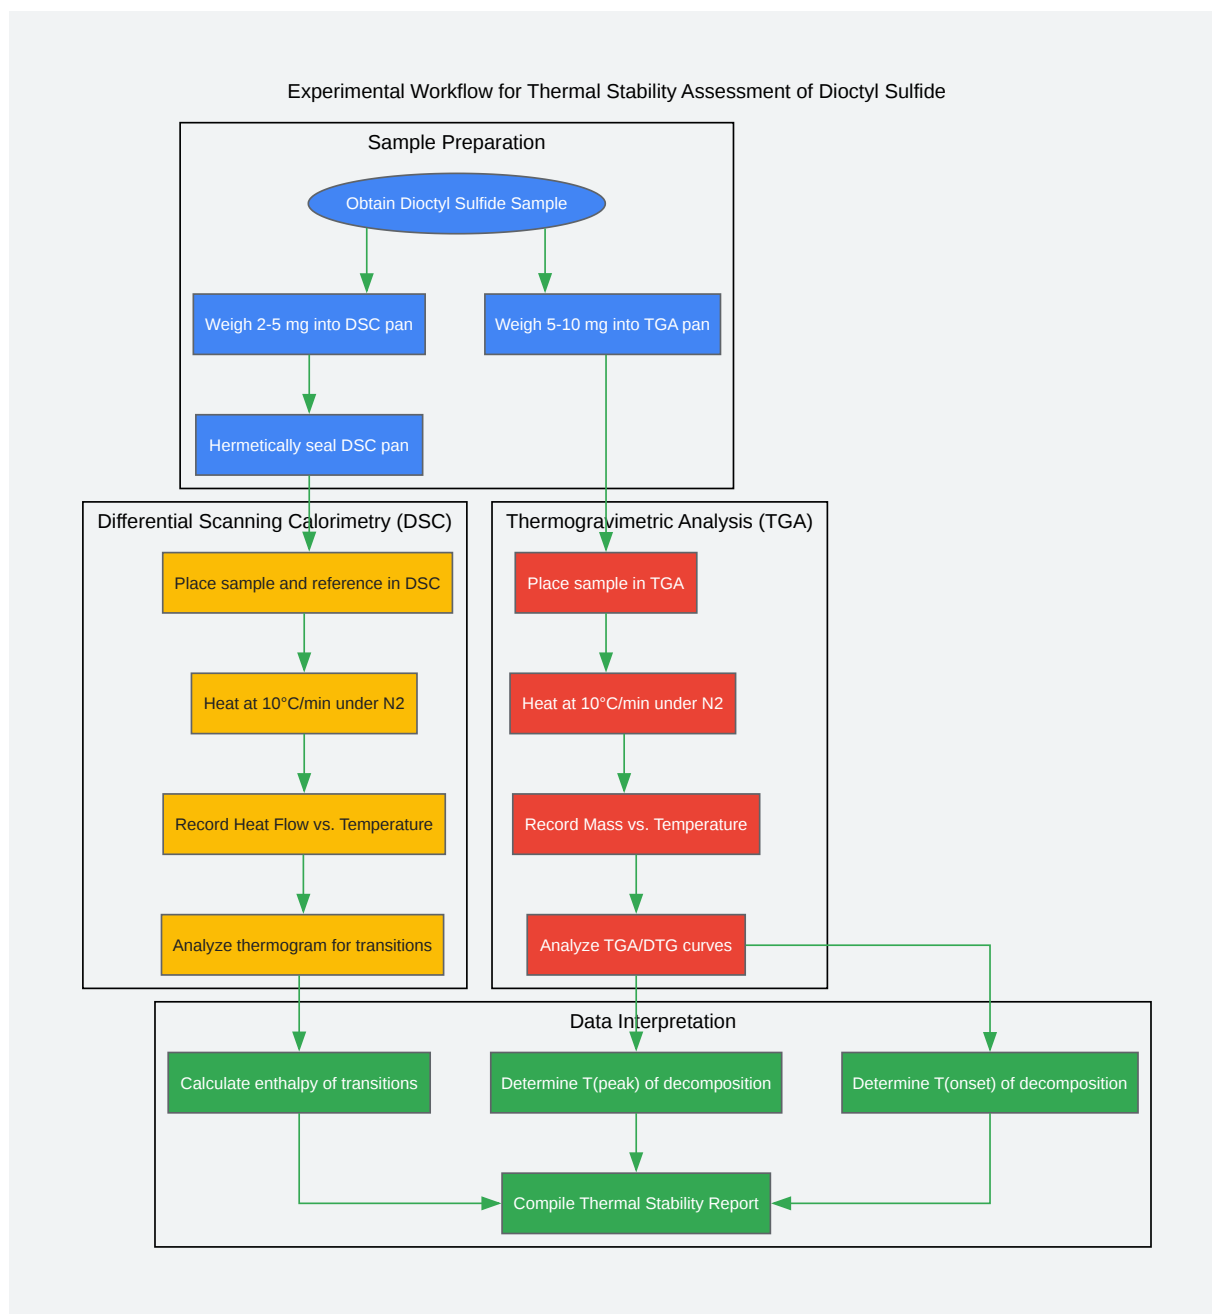 Experimental Workflow for Thermal Stability Assessment of Dioctyl Sulfide
Sample Preparation
Obtain Dioctyl Sulfide Sample
Weigh 2-5 mg into DSC pan
Weigh 5-10 mg into TGA pan
Hermetically seal DSC pan
Differential Scanning Calorimetry (DSC)
Place sample and reference in DSC
Heat at 10°C/min under N2
Record Heat Flow vs. Temperature
Analyze thermogram for transitions
Thermogravimetric Analysis (TGA)
Place sample in TGA
Heat at 10°C/min under N2
Record Mass vs. Temperature
Analyze TGA/DTG curves
Data Interpretation
Calculate enthalpy of transitions
Determine T(peak) of decomposition
Determine T(onset) of decomposition
Compile Thermal Stability Report